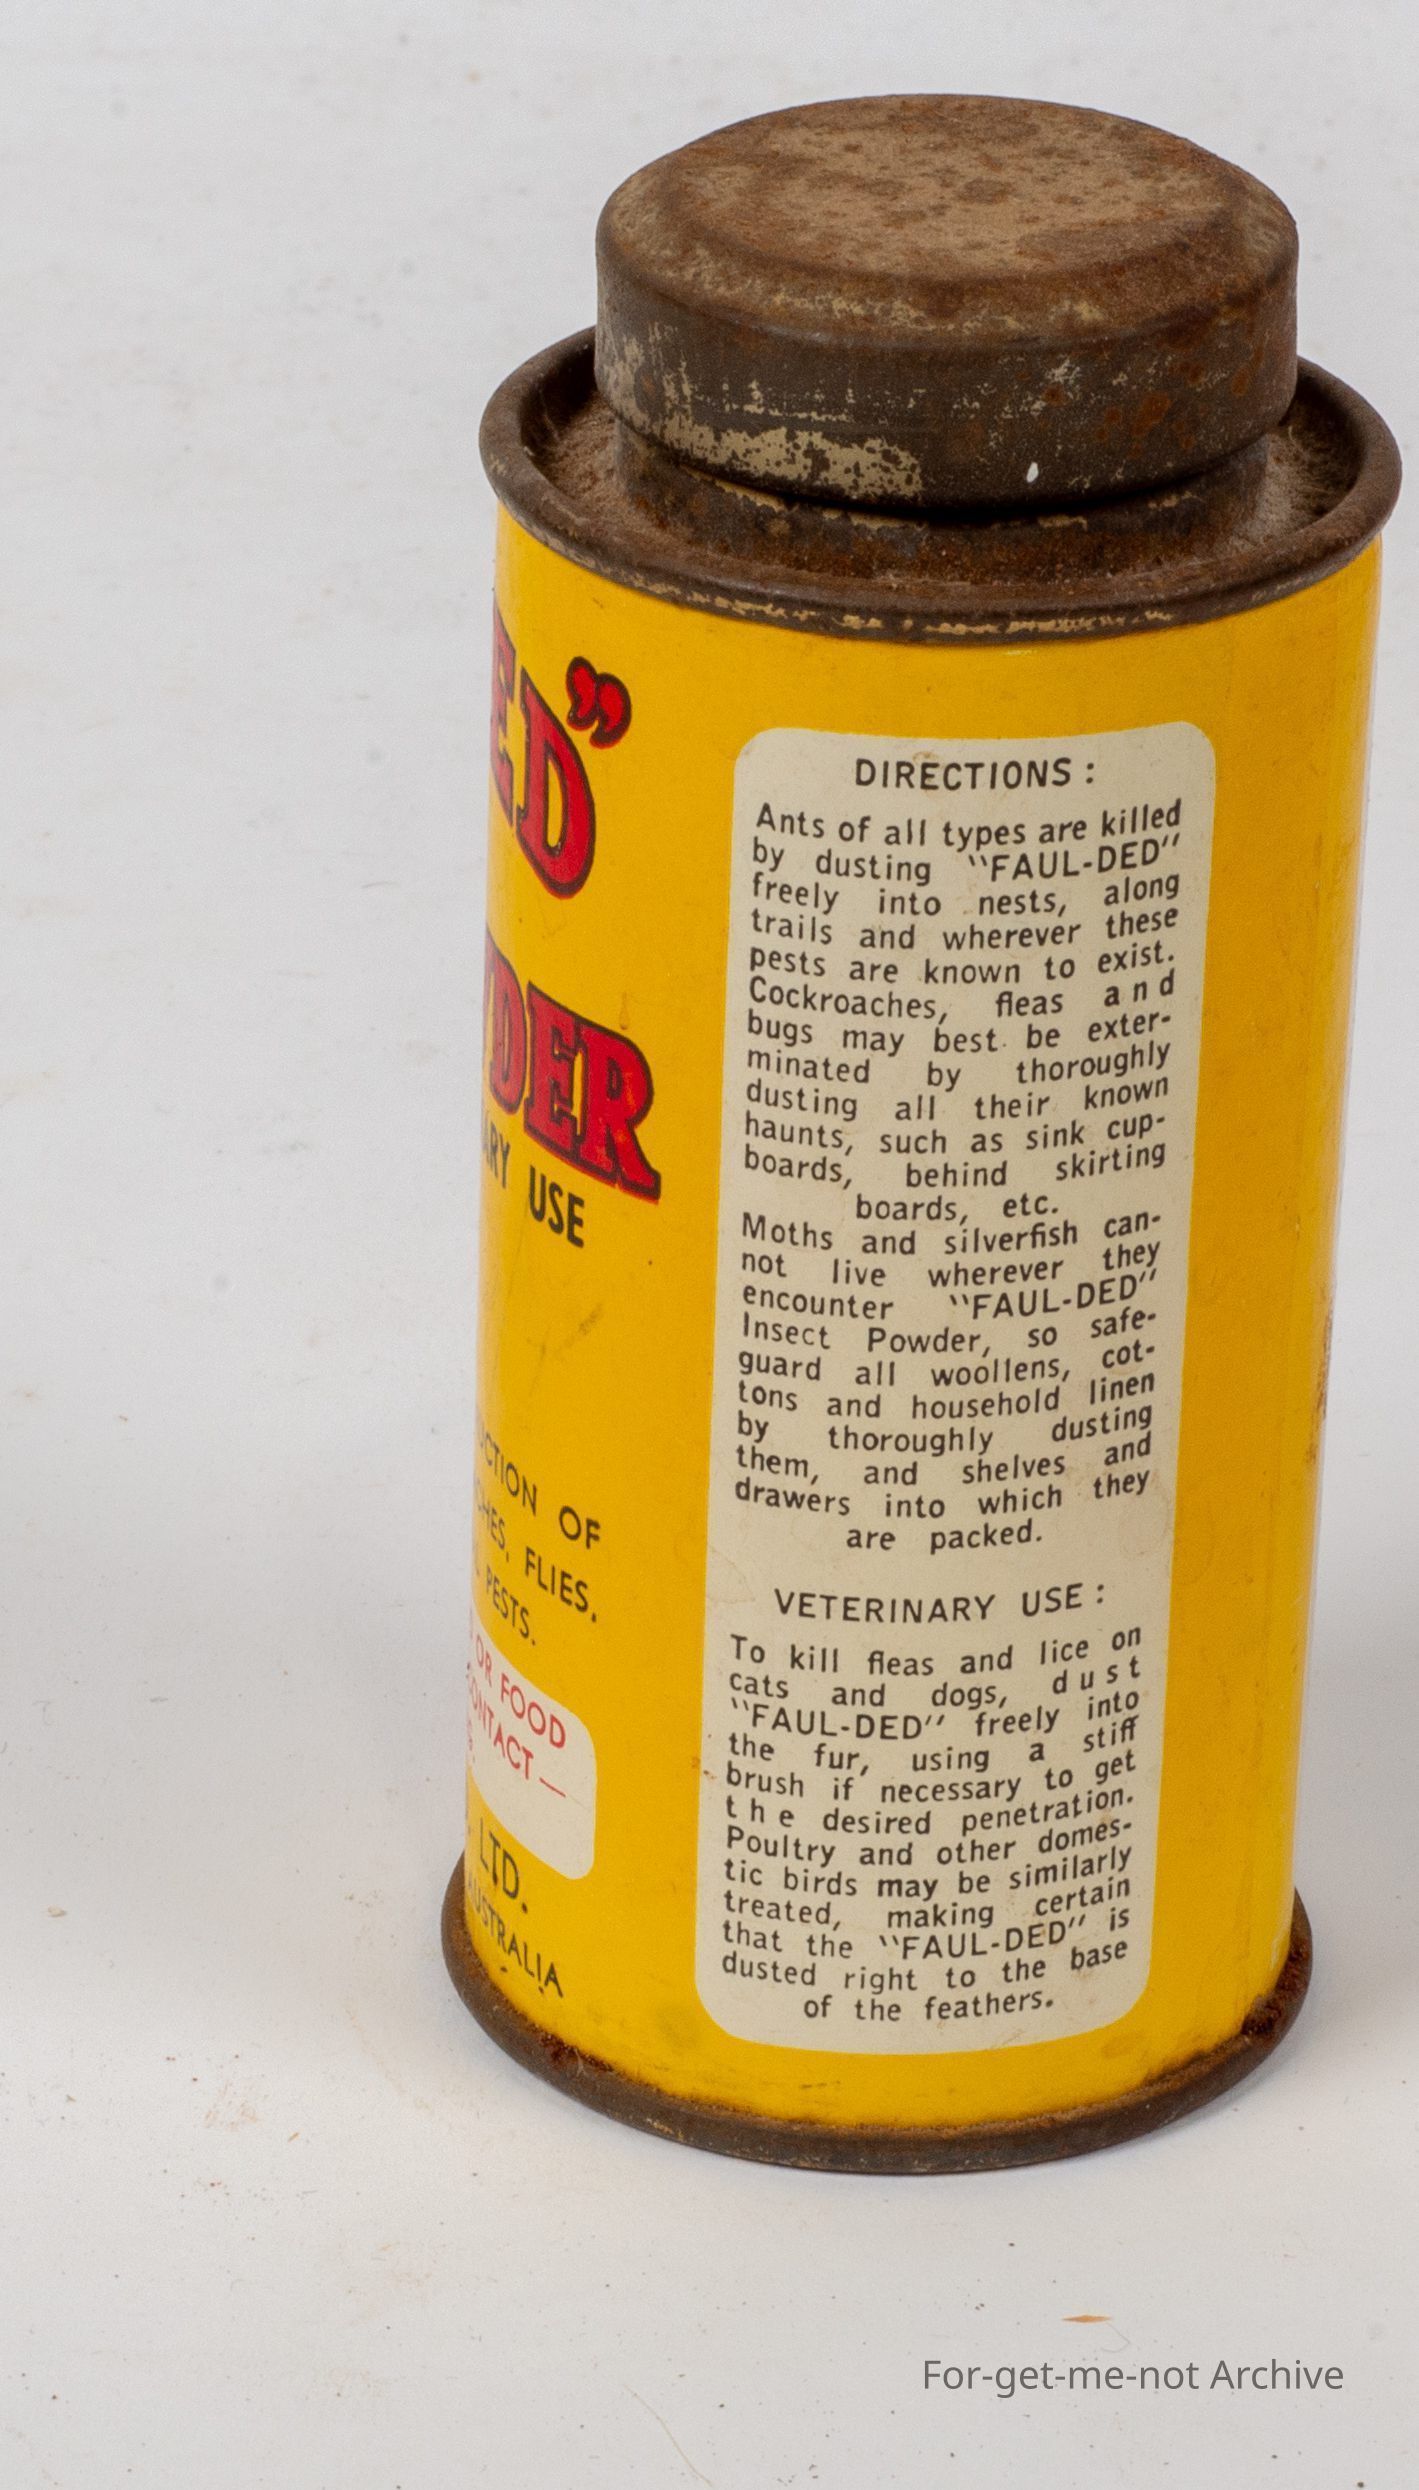 ED”
DER
USE
OF
FLIES.
PESTS.
OR FOOD
CONTACT —
LTD.
AUSTRALIA
DIRECTIONS :
Ants of all types are killed
by dusting "FAUL-DED"
freely into nests, along
trails and wherever these
pests are known to exist.
Cockroaches, fleas and
bugs may best be exter-
minated by thoroughly
dusting all their known
haunts, such as sink cup-
boards, behind skirting
boards, etc.
Moths and silverfish can-
not live wherever they
encounter "FAUL-DED"
Insect Powder, so safe-
guard all woollens, cot-
tons and household linen
by thoroughly dusting
them, and shelves and
drawers into which they
are packed.
VETERINARY USE :
To kill fleas and lice on
cats and dogs, dust
"FAUL-DED" freely into
the fur, using a stiff
brush if necessary to get
the desired penetration.
Poultry and other domes-
tic birds may be similarly
treated, making certain
that the "FAUL-DED" is
dusted right to the base
of the feathers.
For-get-me-not Archive